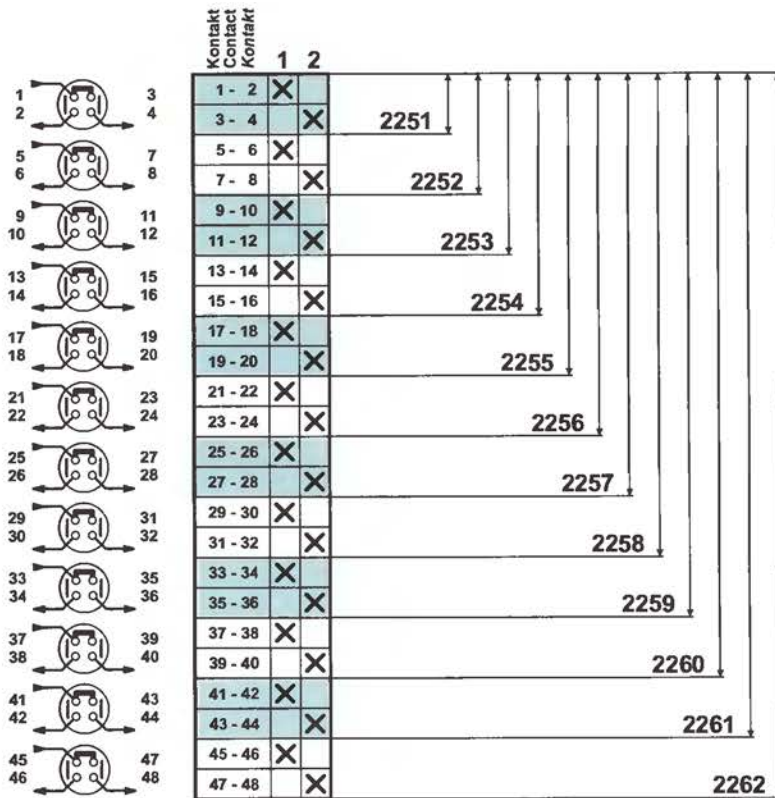 Kontakt
Contact
Kontakt
1 2
1 3
2 4
1 - 2 X
3 - 4 X
2251
5 7
6 8
5 - 6 X
7 - 8 X
2252
9 11
10 12
9 - 10 X
11 - 12 X
2253
13 15
14 16
13 - 14 X
15 - 16 X
2254
17 19
18 20
17 - 18 X
19 - 20 X
2255
21 23
22 24
21 - 22 X
23 - 24 X
2256
25 27
26 28
25 - 26 X
27 - 28 X
2257
29 31
30 32
29 - 30 X
31 - 32 X
2258
33 35
34 36
33 - 34 X
35 - 36 X
2259
37 39
38 40
37 - 38 X
39 - 40 X
2260
41 43
42 44
41 - 42 X
43 - 44 X
2261
45 47
46 48
45 - 46 X
47 - 48 X
2262